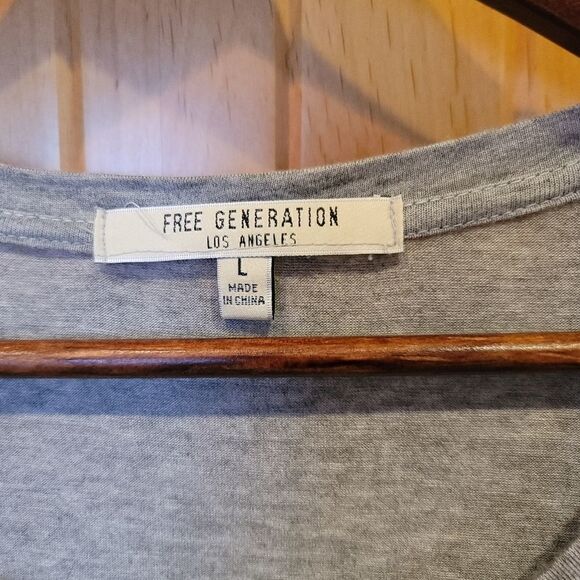 FREE GENERATION
LOS ANGELES
L
MADE
IN CHINA